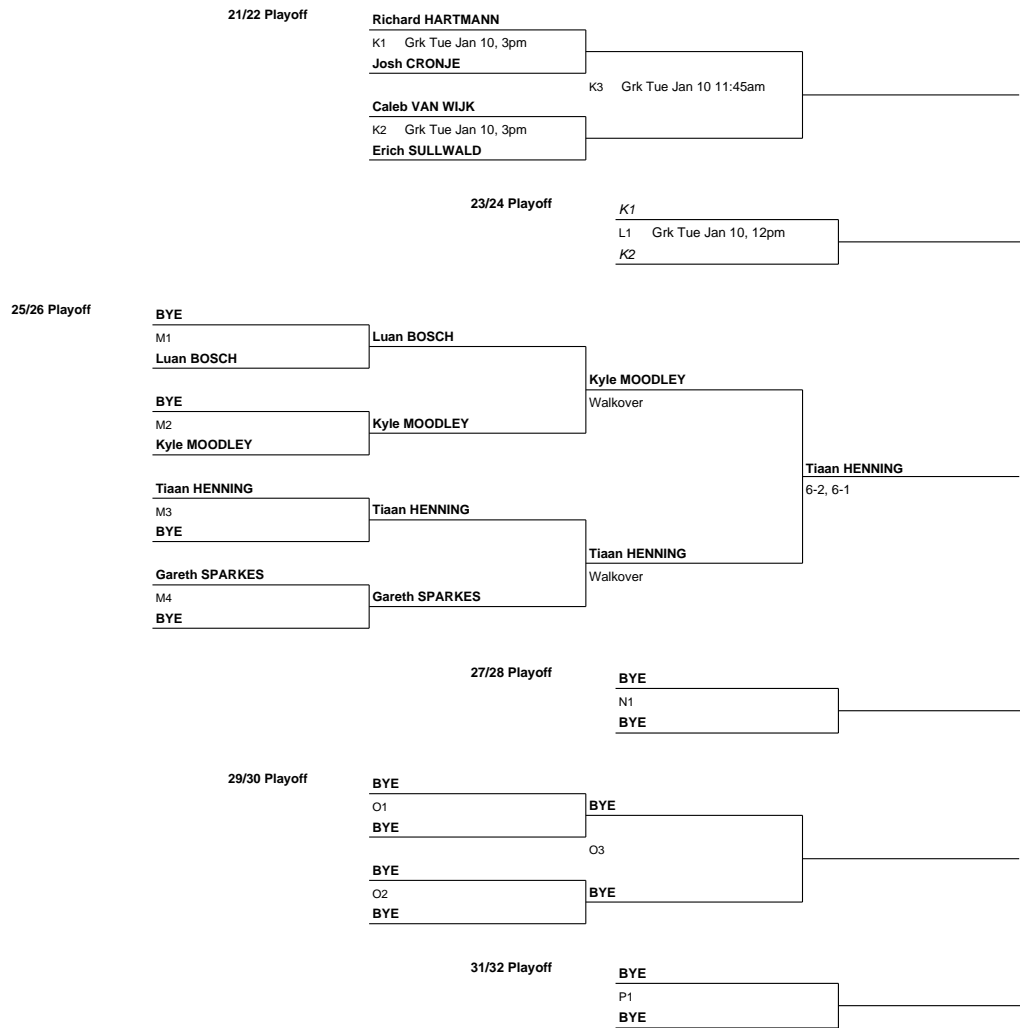 21/22 Playoff
Richard HARTMANN
K1 Grk Tue Jan 10, 3pm
Josh CRONJE
K3 Grk Tue Jan 10 11:45am
Caleb VAN WIJK
K2 Grk Tue Jan 10, 3pm
Erich SULLWALD
23/24 Playoff
K1
L1 Grk Tue Jan 10, 12pm
K2
25/26 Playoff
BYE
M1
Luan BOSCH
Luan BOSCH
Kyle MOODLEY
Walkover
BYE
M2
Kyle MOODLEY
Kyle MOODLEY
Tiaan HENNING
6-2, 6-1
Tiaan HENNING
M3
BYE
Tiaan HENNING
Tiaan HENNING
Walkover
Gareth SPARKES
M4
BYE
Gareth SPARKES
27/28 Playoff
BYE
N1
BYE
29/30 Playoff
BYE
O1
BYE
BYE
O3
BYE
O2
BYE
BYE
31/32 Playoff
BYE
P1
BYE